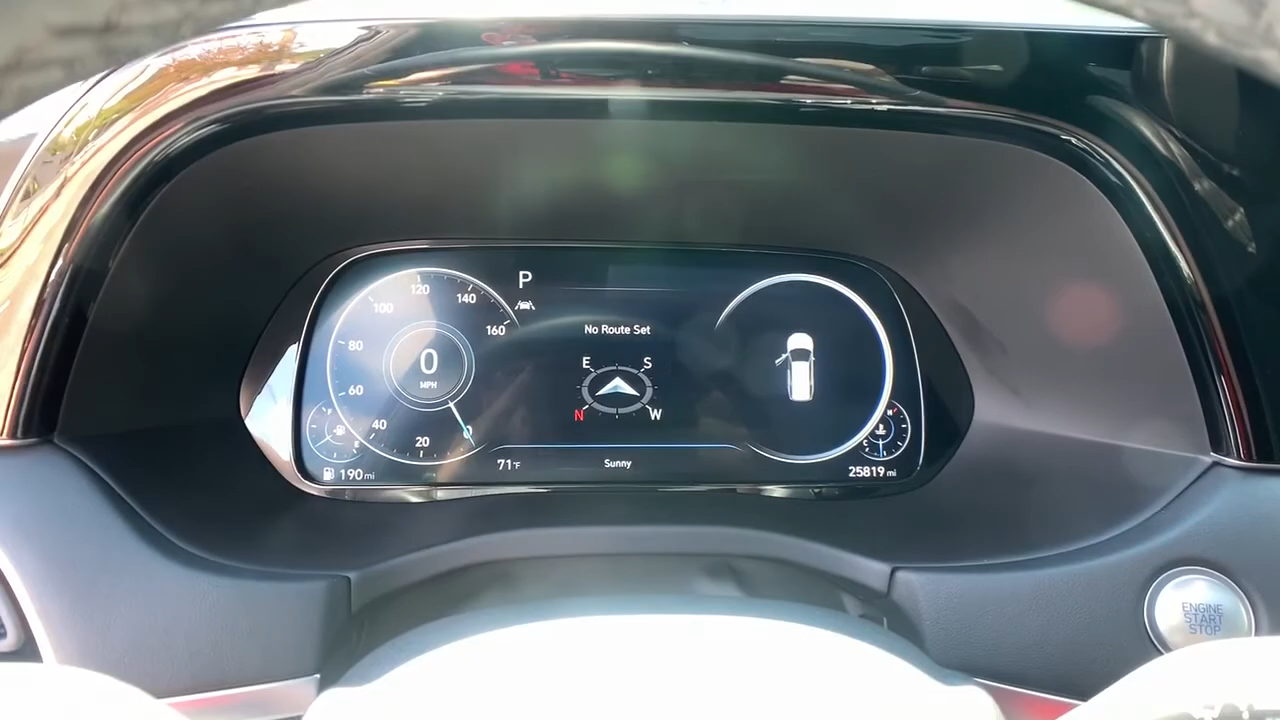 P
120
100
140
160
80
60
40
20
0
0
MPH
F
E
No Route Set
E
S
N
W
H
C
190 mi
71°F
Sunny
25819 mi
ENGINE
START
STOP